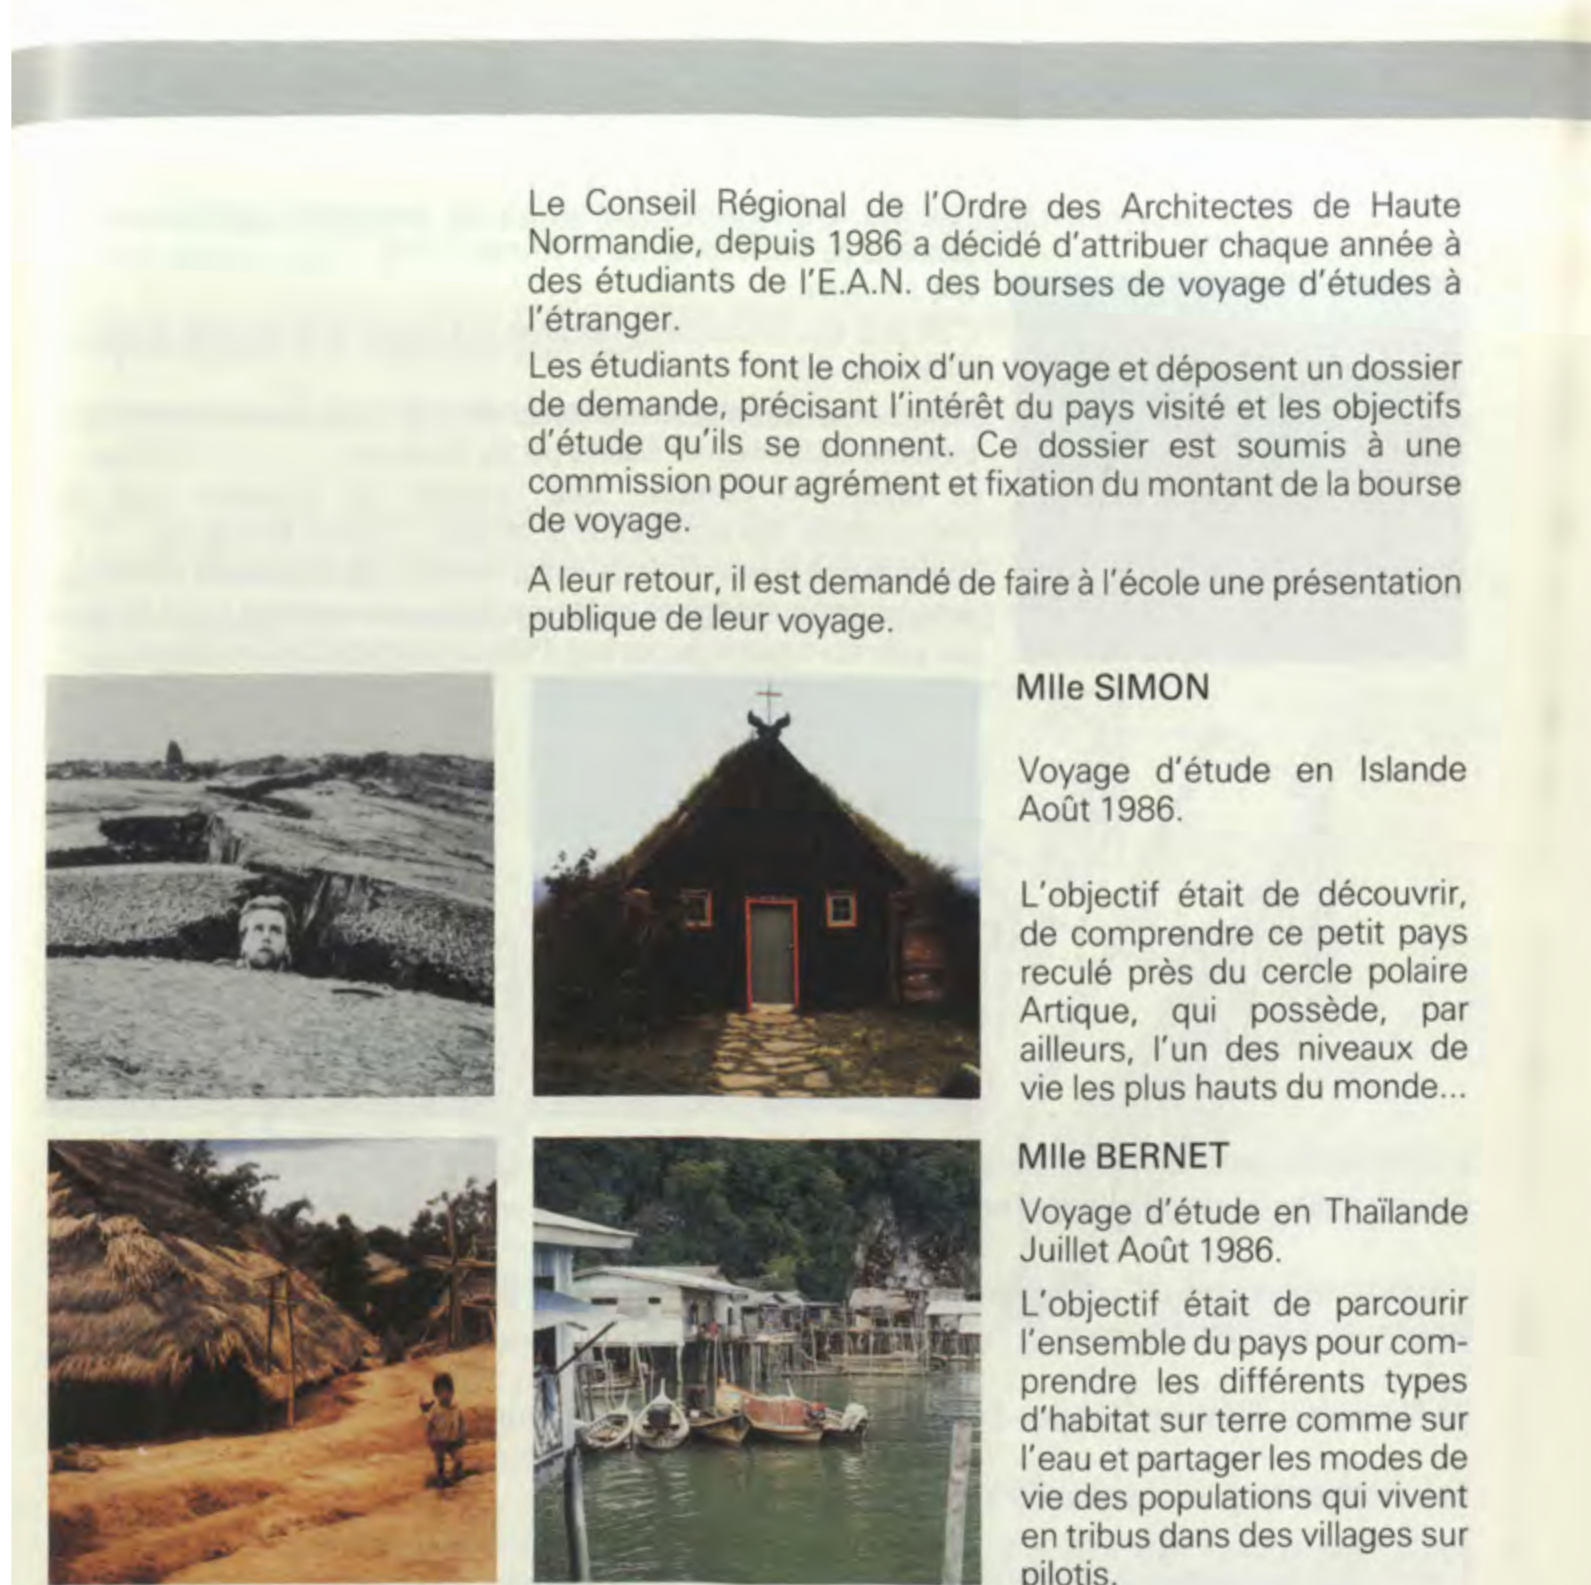 Le Conseil Régional de l'Ordre des Architectes de Haute
Normandie, depuis 1986 a décidé d'attribuer chaque année à
des étudiants de l'E.A.N. des bourses de voyage d'études à
l'étranger.
Les étudiants font le choix d'un voyage et déposent un dossier
de demande, précisant l'intérêt du pays visité et les objectifs
d'étude qu'ils se donnent. Ce dossier est soumis à une
commission pour agrément et fixation du montant de la bourse
de voyage.
A leur retour, il est demandé de faire à l'école une présentation
publique de leur voyage.
Mlle SIMON
Voyage d'étude en Islande
Août 1986.
L'objectif était de découvrir,
de comprendre ce petit pays
reculé près du cercle polaire
Artique, qui possède, par
ailleurs, l'un des niveaux de
vie les plus hauts du monde...
Mlle BERNET
Voyage d'étude en Thaïlande
Juillet Août 1986.
L'objectif était de parcourir
l'ensemble du pays pour com-
prendre les différents types
d'habitat sur terre comme sur
l'eau et partager les modes de
vie des populations qui vivent
en tribus dans des villages sur
pilotis.